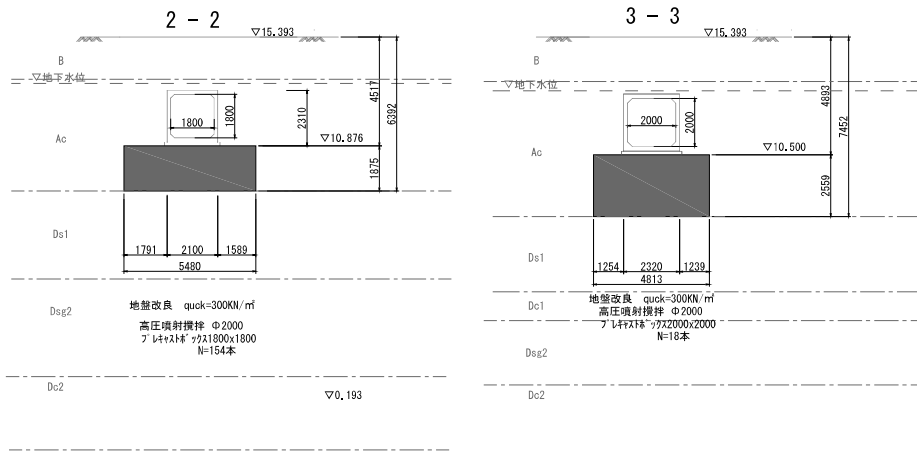 2 - 2
▽15.393
B
▽地下水位
4517
6392
1800
1800
2310
Ac
▽10.876
1875
Ds1
1791
2100
1589
5480
地盤改良 quck=300KN/㎡
Dsg2
高圧噴射攪拌 Φ2000
プレキャストボックス1800x1800
N=154本
Dc2
▽0.193
3 - 3
▽15.393
B
▽地下水位
4893
7452
2000
2000
Ac
▽10.500
2559
Ds1
1254
2320
1239
4813
Dc1
地盤改良 quck=300KN/㎡
高圧噴射攪拌 Φ2000
プレキャストボックス2000x2000
N=18本
Dsg2
Dc2